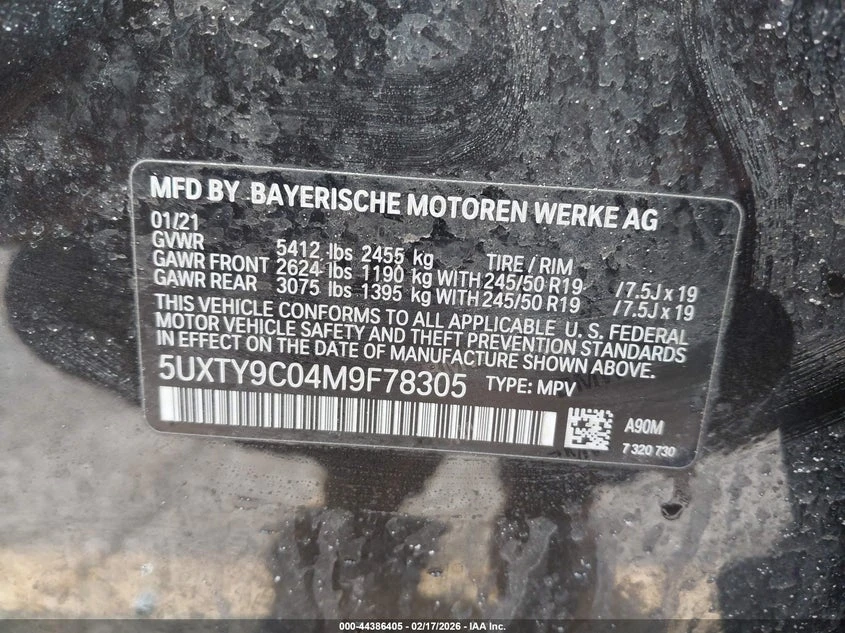 MFD BY BAYERISCHE MOTOREN WERKE AG
01/21
GVWR 5412 lbs 2455 kg TIRE / RIM
GAWR FRONT 2624 lbs 1190 kg WITH 245/50 R19 / 7.5J x 19
GAWR REAR 3075 lbs 1395 kg WITH 245/50 R19 / 7.5J x 19
THIS VEHICLE CONFORMS TO ALL APPLICABLE U. S. FEDERAL
MOTOR VEHICLE SAFETY AND THEFT PREVENTION STANDARDS
IN EFFECT ON THE DATE OF MANUFACTURE SHOWN ABOVE.
5UXTY9C04M9F78305 TYPE: MPV
A90M
7 320 730
000-44386405 - 02/17/2026 - IAA Inc.